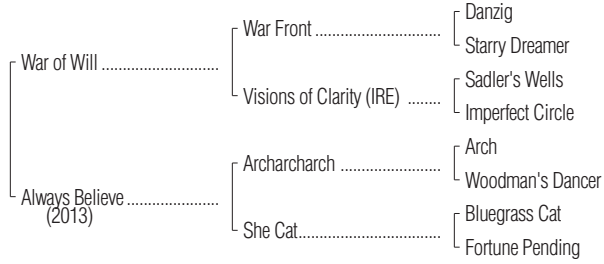 Danzig
War Front
Starry Dreamer
War of Will
Sadler's Wells
Visions of Clarity (IRE)
Imperfect Circle
Arch
Archarcharch
Woodman's Dancer
Always Believe
(2013)
Bluegrass Cat
She Cat
Fortune Pending